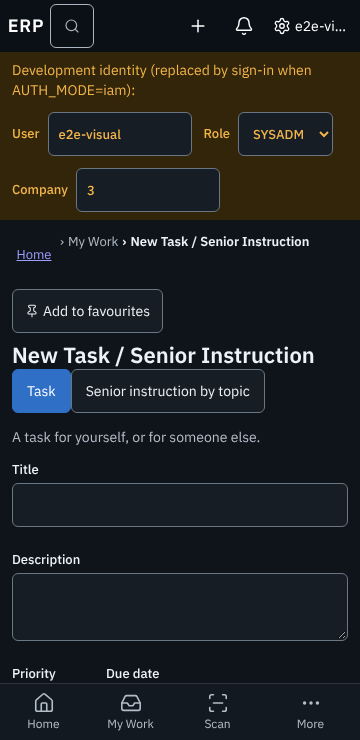 ERP
e2e-vi...
Development identity (replaced by sign-in when
AUTH_MODE=iam):
User e2e-visual Role SYSADM
Company 3
Home › My Work › New Task / Senior Instruction
Add to favourites
New Task / Senior Instruction
Task Senior instruction by topic
A task for yourself, or for someone else.
Title
Description
Priority Due date
Home My Work Scan More